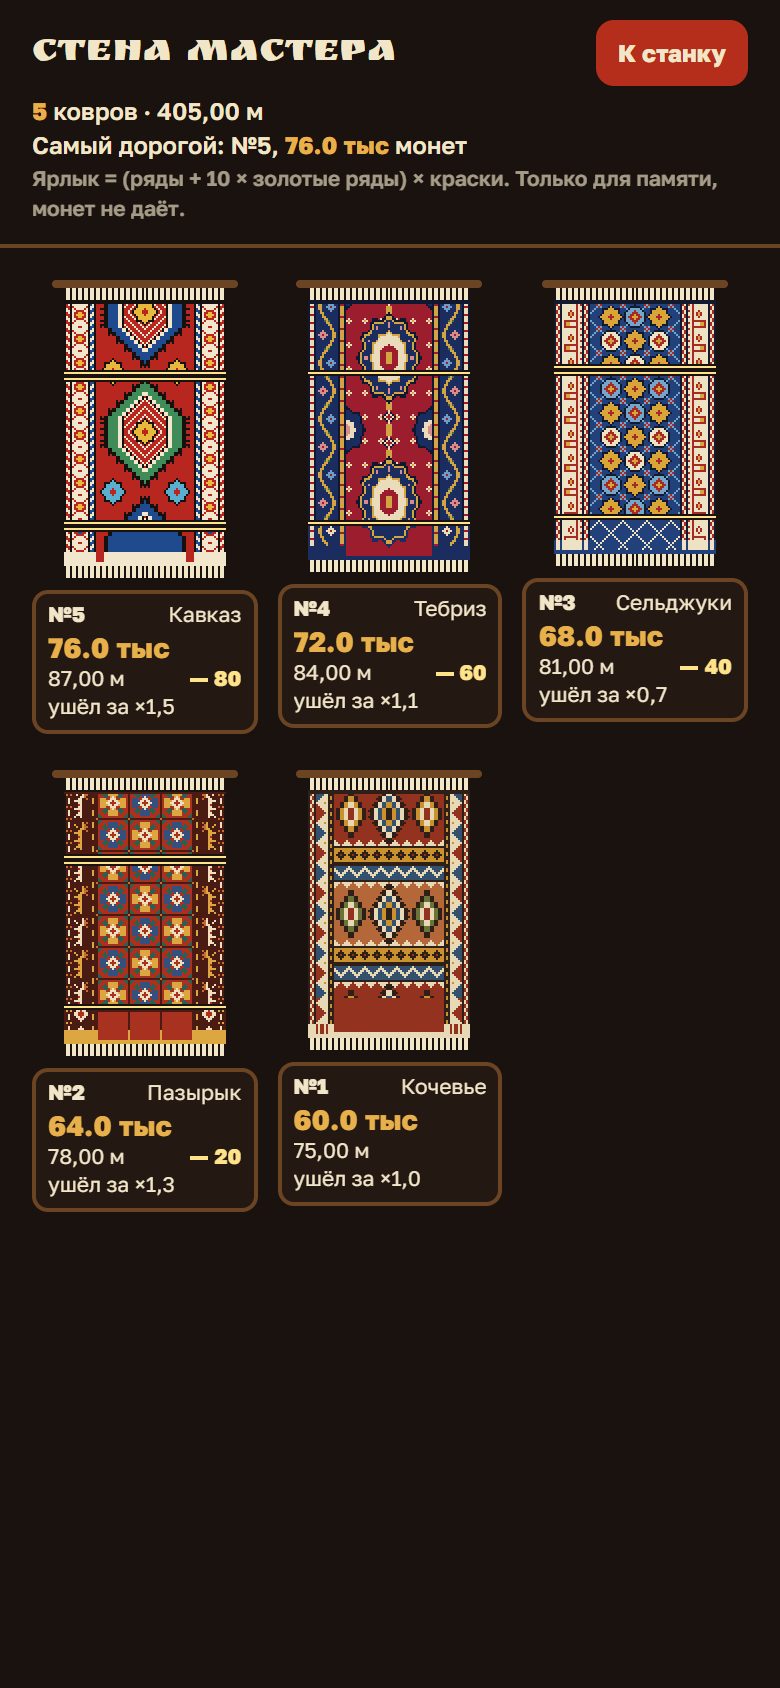 СТЕНА МАСТЕРА
К станку
5 ковров · 405,00 м
Самый дорогой: №5, 76.0 тыс монет
Ярлык = (ряды + 10 × золотые ряды) × краски. Только для памяти,
монет не даёт.
№5 Кавказ
76.0 тыс
87,00 м — 80
ушёл за ×1,5
№4 Тебриз
72.0 тыс
84,00 м — 60
ушёл за ×1,1
№3 Сельджуки
68.0 тыс
81,00 м — 40
ушёл за ×0,7
№2 Пазырык
64.0 тыс
78,00 м — 20
ушёл за ×1,3
№1 Кочевье
60.0 тыс
75,00 м
ушёл за ×1,0